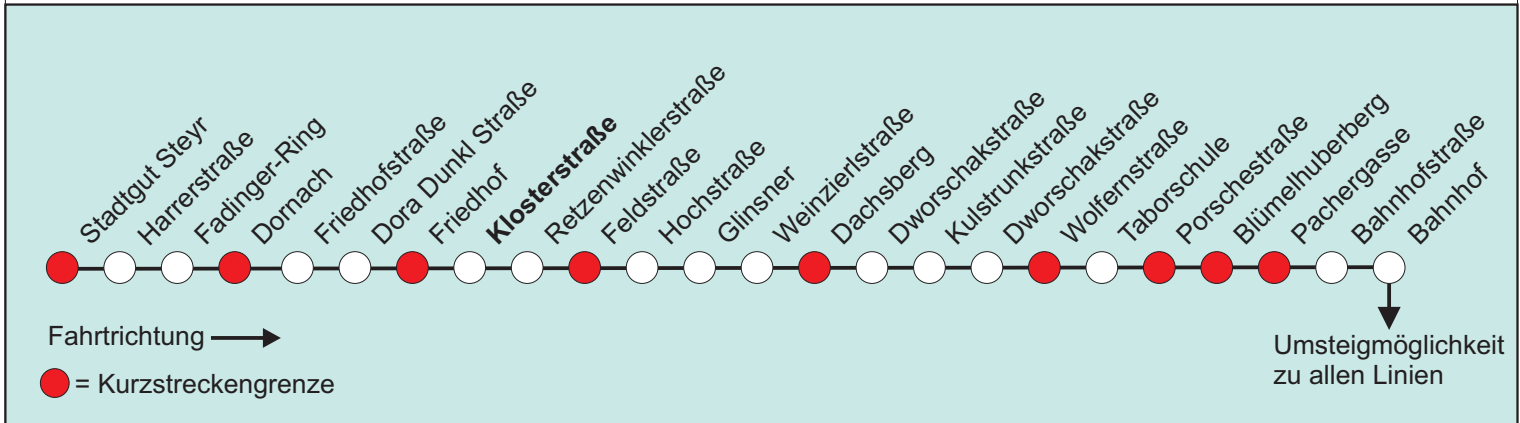 Stadtgut Steyr
Harrerstraße
Fadinger-Ring
Dornach
Friedhofstraße
Dora Dunkl Straße
Friedhof
Klosterstraße
Retzenwinklerstraße
Feldstraße
Hochstraße
Glinsner
Weinzierlstraße
Dachsberg
Dworschakstraße
Kulstrunkstraße
Dworschakstraße
Wolfernstraße
Taborschule
Porschestraße
Blümelhuberberg
Pachergasse
Bahnhofstraße
Bahnhof
Fahrtrichtung
= Kurzstreckengrenze
Umsteigmöglichkeit
zu allen Linien